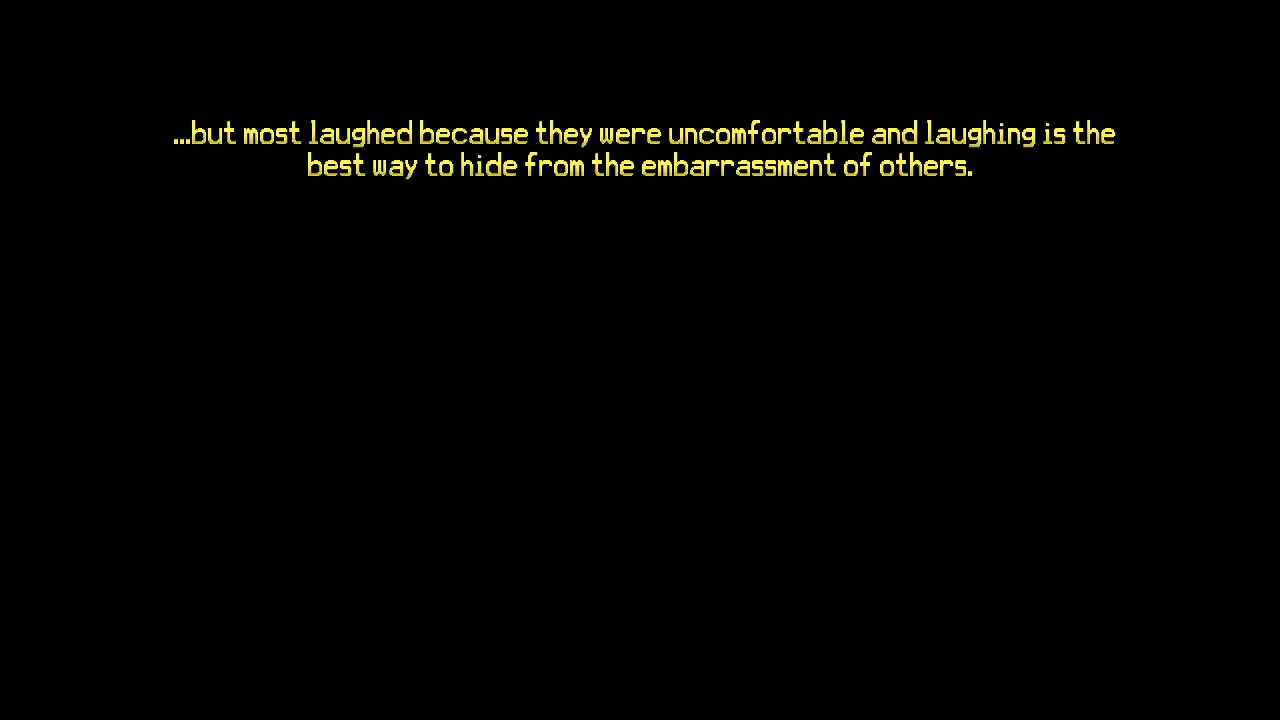 ...but most laughed because they were uncomfortable and laughing is the
best way to hide from the embarrassment of others.